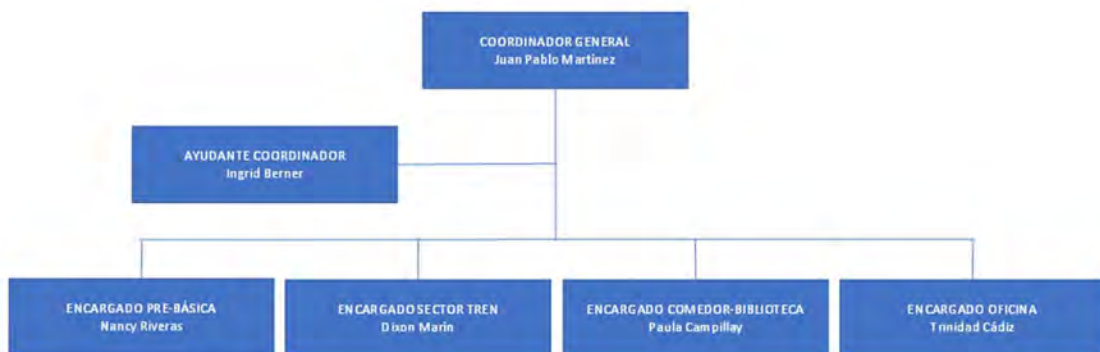 COORDINADOR GENERAL
Juan Pablo Martinez
AYUDANTE COORDINADOR
Ingrid Berner
ENCARGADO PRE-BÁSICA
Nancy Riveras
ENCARGADO SECTOR TREN
Dixon Marin
ENCARGADO COMEDOR-BIBLIOTECA
Paula Campillay
ENCARGADO OFICINA
Trinidad Cádiz